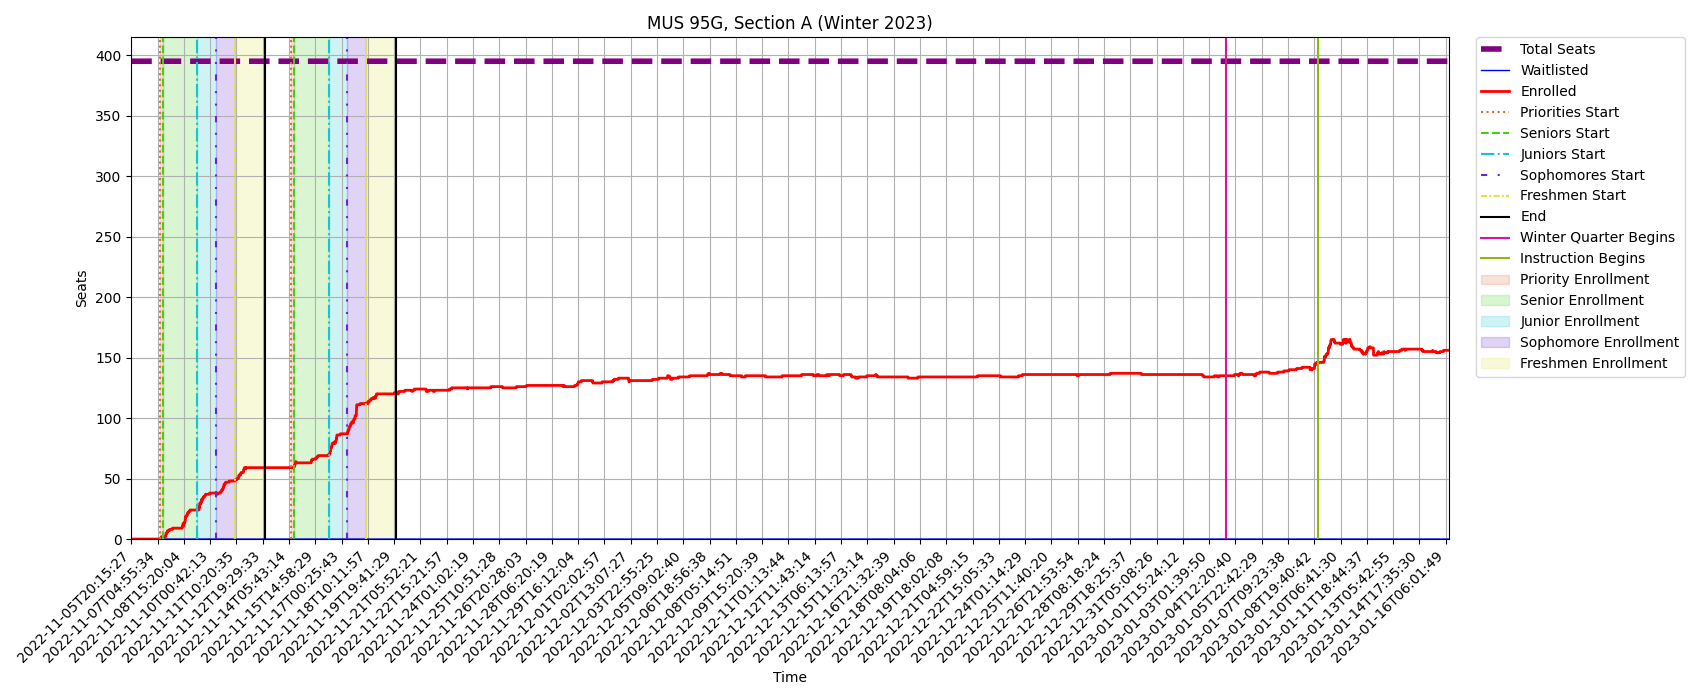 MUS 95G, Section A (Winter 2023)
Seats
400
350
300
250
200
150
100
50
0
2022-11-05T20:15:27
2022-11-07T04:55:34
2022-11-08T15:20:04
2022-11-10T00:42:13
2022-11-11T10:20:35
2022-11-12T19:29:33
2022-11-14T05:43:14
2022-11-15T14:58:29
2022-11-17T00:25:43
2022-11-18T10:11:57
2022-11-19T19:41:29
2022-11-21T05:52:21
2022-11-22T15:21:57
2022-11-24T01:02:19
2022-11-25T10:51:28
2022-11-26T20:28:03
2022-11-28T06:20:19
2022-11-29T16:12:04
2022-12-01T02:02:57
2022-12-02T13:07:27
2022-12-03T22:55:25
2022-12-05T09:02:40
2022-12-06T18:56:38
2022-12-08T05:14:51
2022-12-09T15:20:39
2022-12-11T01:13:44
2022-12-12T11:43:14
2022-12-13T06:13:57
2022-12-15T11:23:14
2022-12-16T21:32:39
2022-12-18T08:04:06
2022-12-19T18:02:08
2022-12-21T04:59:15
2022-12-22T15:05:33
2022-12-24T01:14:29
2022-12-25T11:40:20
2022-12-26T21:53:54
2022-12-28T08:18:24
2022-12-29T18:25:37
2022-12-31T05:08:26
2023-01-01T15:24:12
2023-01-03T01:39:50
2023-01-04T12:20:40
2023-01-05T22:42:29
2023-01-07T09:23:38
2023-01-08T19:40:42
2023-01-10T06:41:30
2023-01-11T18:44:37
2023-01-13T05:42:55
2023-01-14T17:35:30
2023-01-16T06:01:49
Time
Total Seats
Waitlisted
Enrolled
Priorities Start
Seniors Start
Juniors Start
Sophomores Start
Freshmen Start
End
Winter Quarter Begins
Instruction Begins
Priority Enrollment
Senior Enrollment
Junior Enrollment
Sophomore Enrollment
Freshmen Enrollment